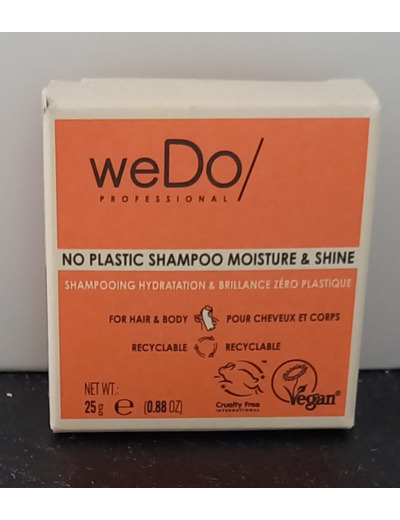 weDo/
PROFESSIONAL
NO PLASTIC SHAMPOO MOISTURE & SHINE
SHAMPOOING HYDRATATION & BRILLANCE ZÉRO PLASTIQUE
FOR HAIR & BODY POUR CHEVEUX ET CORPS
RECYCLABLE RECYCLABLE
NET WT.:
25 g ℮ (0.88 OZ)
Cruelty Free
INTERNATIONAL
Vegan®